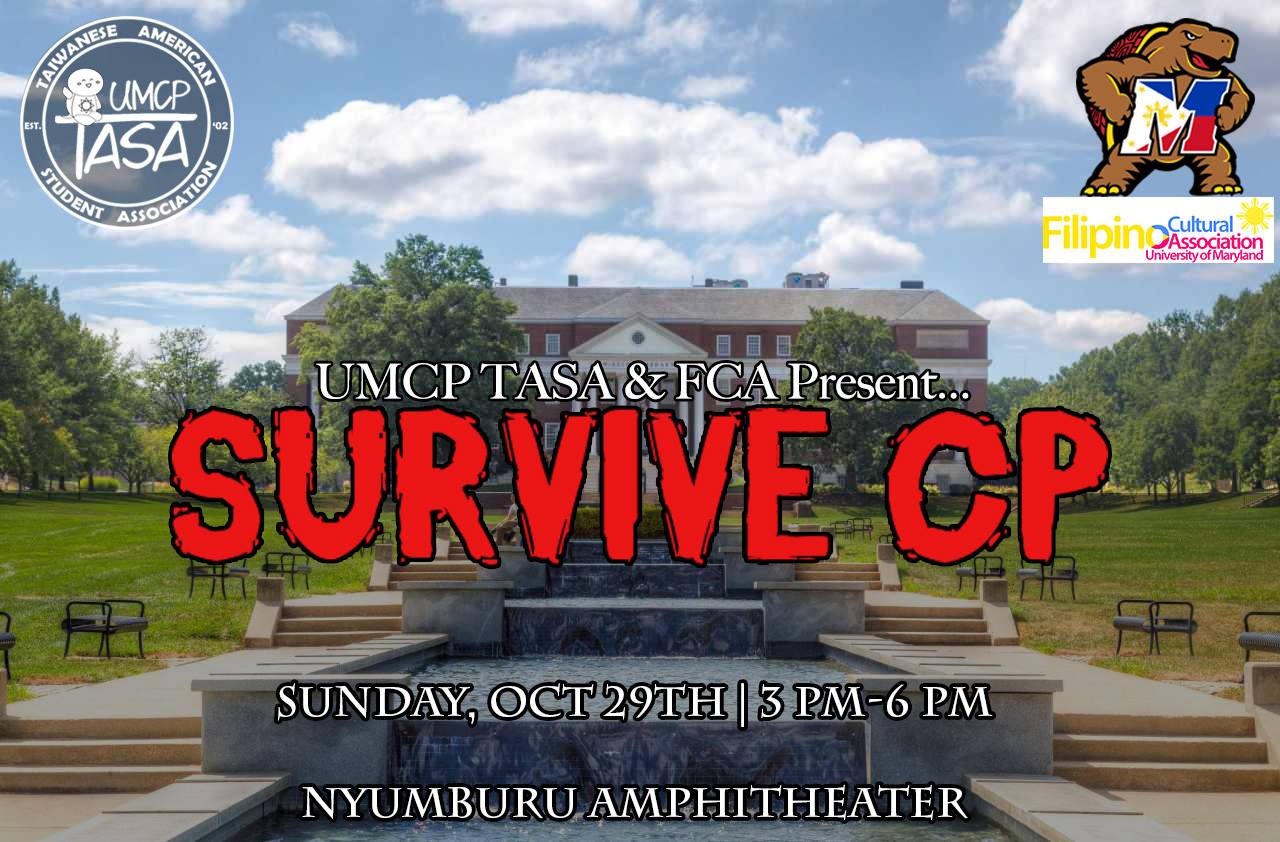 TAIWANESE AMERICAN
EST. UMCP '02
TASA
STUDENT ASSOCIATION
M
Filipino Cultural
Association
University of Maryland
UMCP TASA & FCA Present...
SURVIVE CP
SUNDAY, OCT 29TH | 3 PM-6 PM
NYUMBURU AMPHITHEATER